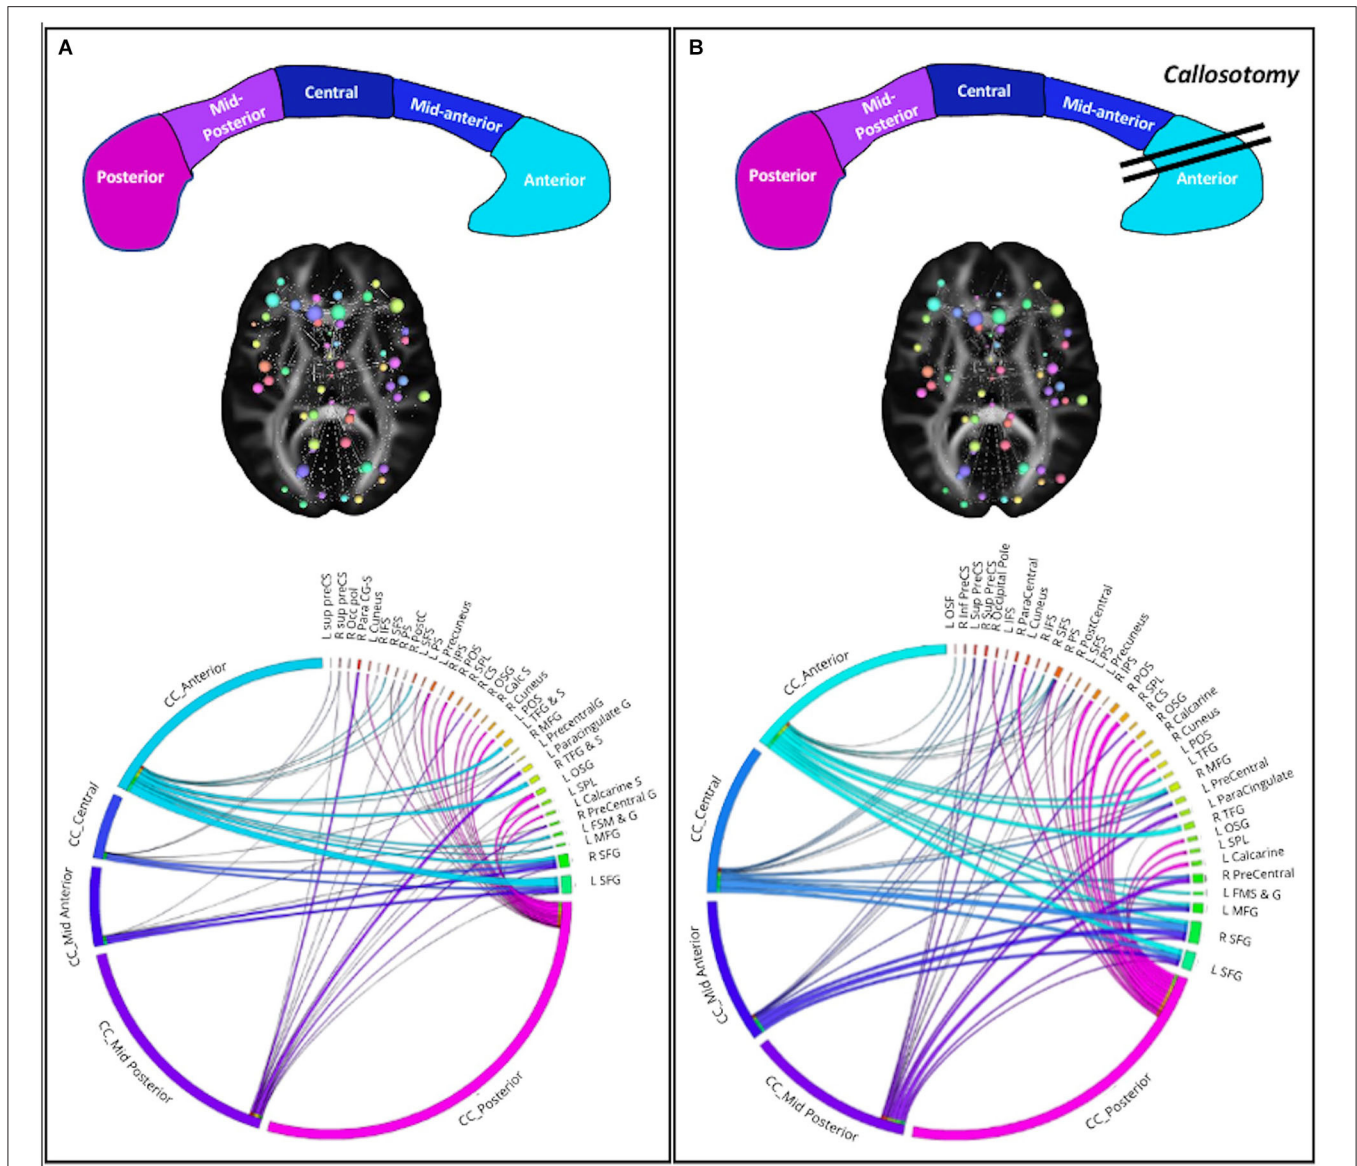 A
Central
Mid-
Posterior
Mid-anterior
Posterior
Anterior
L sup preCS
R sup preCS
R Occ pol
R Para CG-S
L Cuneus
R IFS
R SFS
R PS
R PostC
L SFS
L PS
L Precuneus
R IPS
R POS
R SPL
R CS
R OSG
R Calc S
R Cuneus
L POS
L TFG & S
R MFG
L PrecentralG
L Paracingulate G
R TFG & S
L OSG
L SPL
L Calcarine S
R PreCentral G
L FSM & G
L MFG
R SFG
L SFG
CC_Anterior
CC_Central
CC_Mid Anterior
CC_Mid Posterior
CC_Posterior
B
Callosotomy
Central
Mid-
Posterior
Mid-anterior
Posterior
Anterior
L OSF
R Inf PreCS
L Sup PreCS
R Sup PreCS
R Occipital Pole
L IFS
R ParaCentral
L Cuneus
R IFS
R SFS
R PS
R PostCentral
L SFS
L PS
L Precuneus
R IPS
R POS
R SPL
R CS
R OSG
R Calcarine
R Cuneus
L POS
L TFG
R MFG
L PreCentral
L ParaCingulate
R TFG
L OSG
L SPL
L Calcarine
R PreCentral
L FMS & G
L MFG
R SFG
L SFG
CC_Anterior
CC_Central
CC_Mid Anterior
CC_Mid Posterior
CC_Posterior